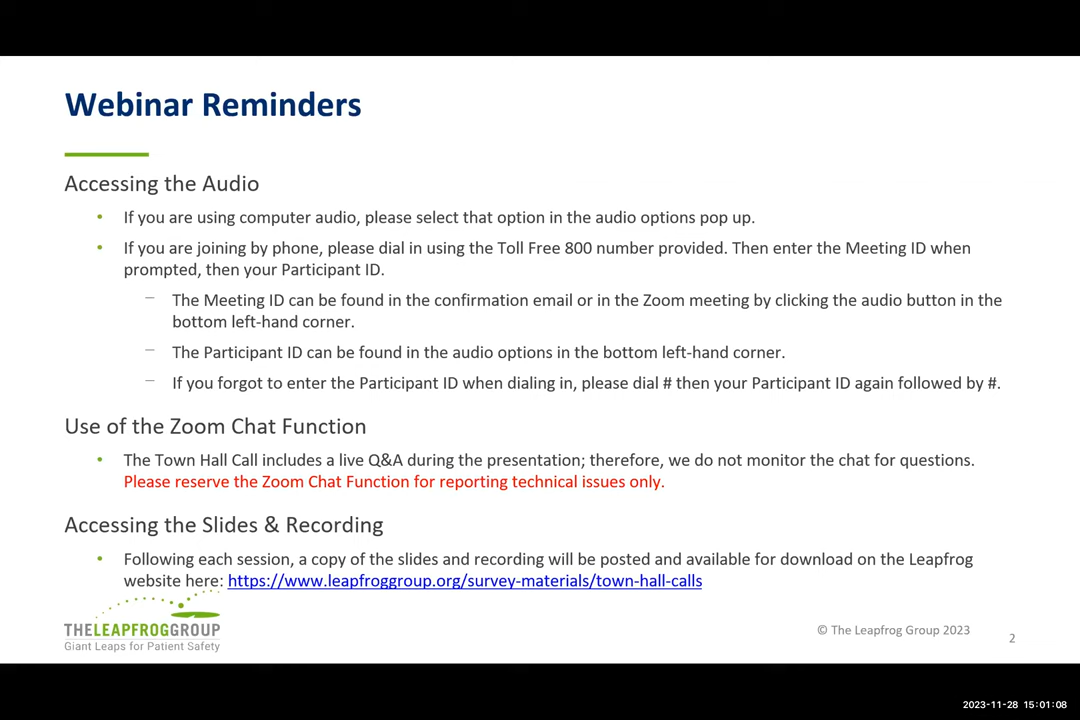 Webinar Reminders
Accessing the Audio
• If you are using computer audio, please select that option in the audio options pop up.
• If you are joining by phone, please dial in using the Toll Free 800 number provided. Then enter the Meeting ID when
prompted, then your Participant ID.
– The Meeting ID can be found in the confirmation email or in the Zoom meeting by clicking the audio button in the
bottom left-hand corner.
– The Participant ID can be found in the audio options in the bottom left-hand corner.
– If you forgot to enter the Participant ID when dialing in, please dial # then your Participant ID again followed by #.
Use of the Zoom Chat Function
• The Town Hall Call includes a live Q&A during the presentation; therefore, we do not monitor the chat for questions.
Please reserve the Zoom Chat Function for reporting technical issues only.
Accessing the Slides & Recording
• Following each session, a copy of the slides and recording will be posted and available for download on the Leapfrog
website here: https://www.leapfroggroup.org/survey-materials/town-hall-calls
THELEAPFROGGROUP
Giant Leaps for Patient Safety
© The Leapfrog Group 2023
2
2023-11-28 15:01:08